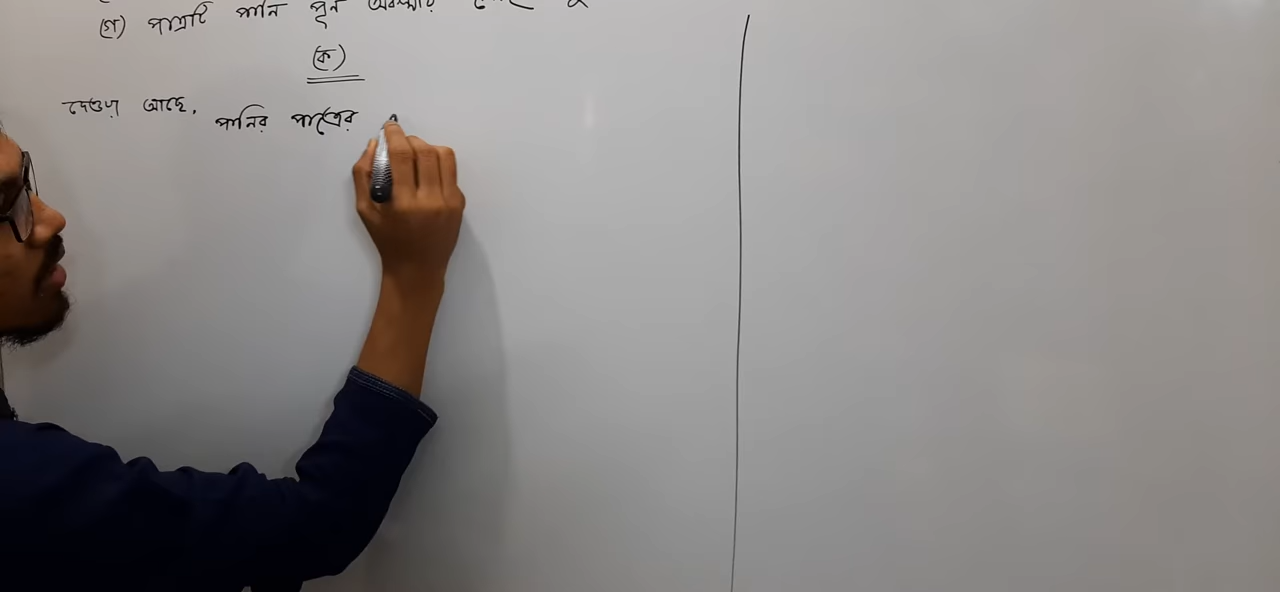 (গ) পাত্রটি পানি পূর্ন অবস্থায়
(ক)
দেওয়া আছে, পানির পাত্রের